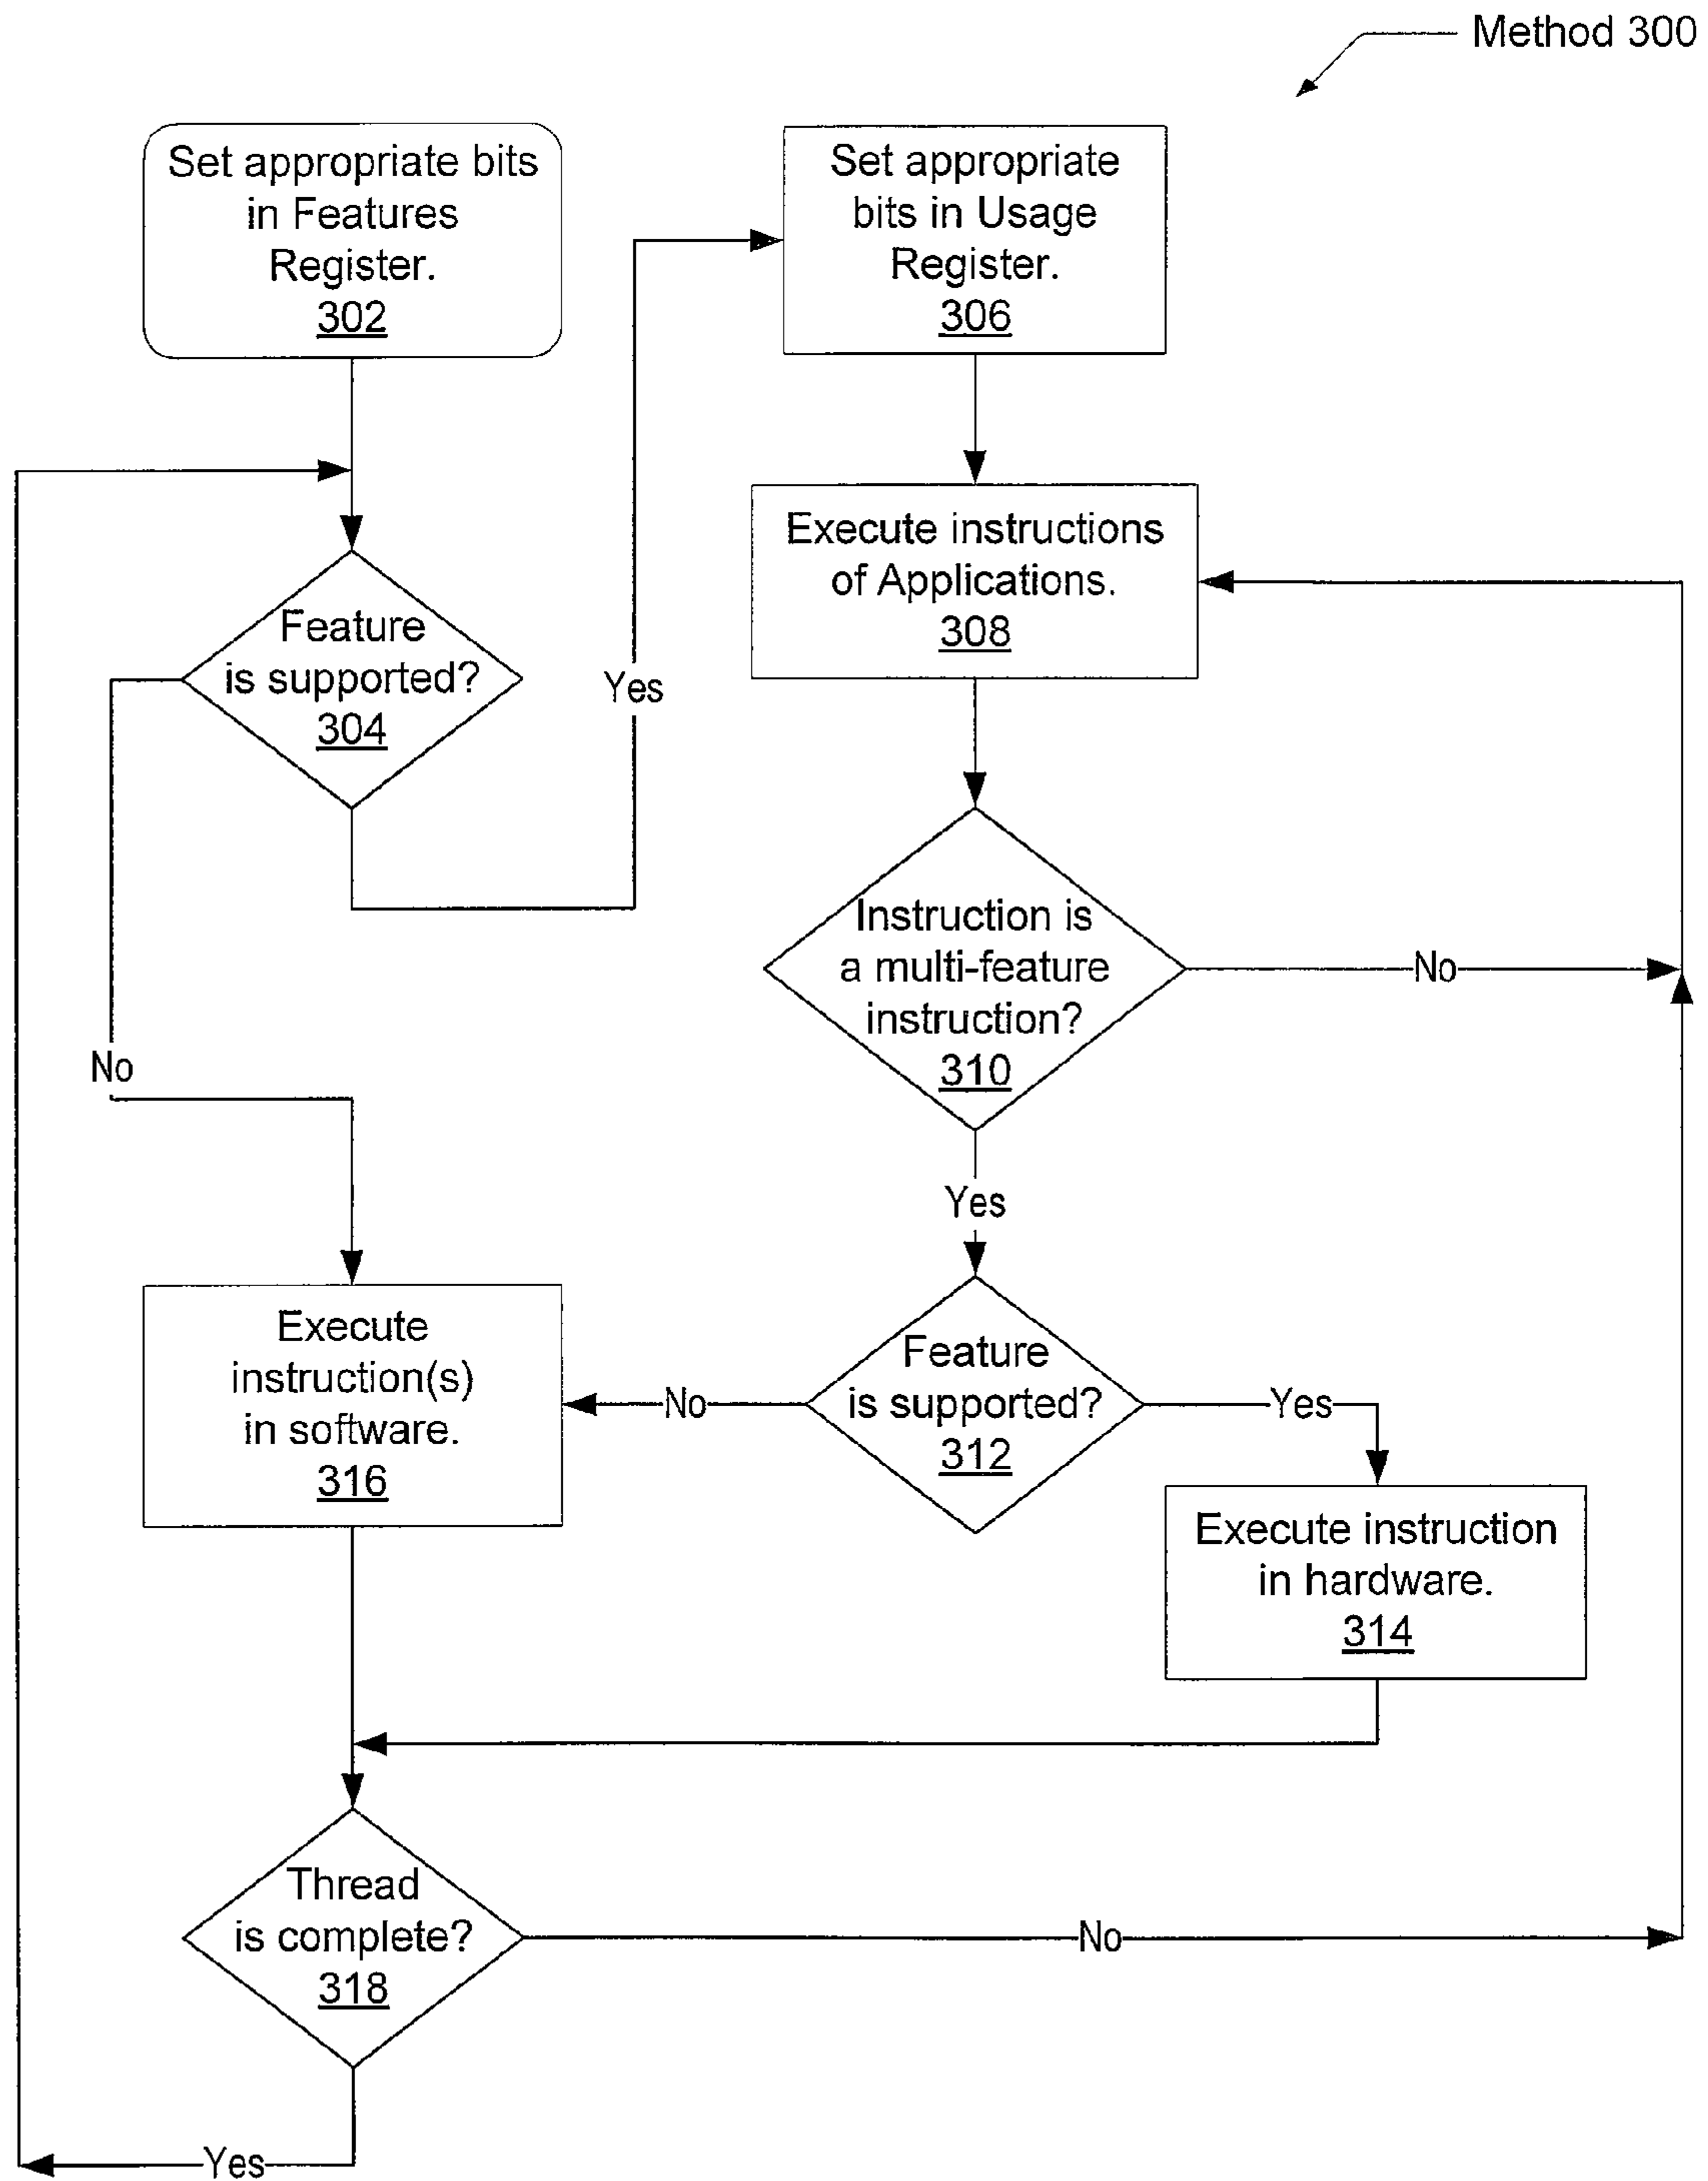 Method 300
Set appropriate bits
in Features
Register.
302
Set appropriate
bits in Usage
Register.
306
Execute instructions
of Applications.
308
Feature
is supported?
304
Yes
Instruction is
a multi-feature
instruction?
310
No
No
Yes
Execute
instruction(s)
in software.
316
No
Feature
is supported?
312
Yes
Execute instruction
in hardware.
314
Thread
is complete?
318
No
Yes